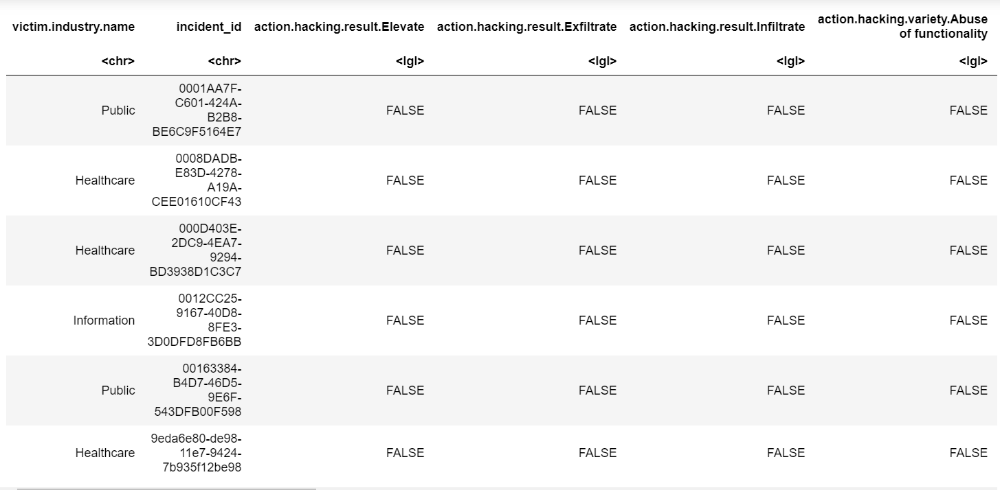 victim.industry.name incident_id action.hacking.result.Elevate action.hacking.result.Exfiltrate action.hacking.result.Infiltrate action.hacking.variety.Abuse
of functionality
<chr> <chr> <lgl> <lgl> <lgl> <lgl>
0001AA7F-
C601-424A-
Public FALSE FALSE FALSE FALSE
B2B8-
BE6C9F5164E7
0008DADB-
E83D-4278-
Healthcare FALSE FALSE FALSE FALSE
A19A-
CEE01610CF43
000D403E-
2DC9-4EA7-
Healthcare FALSE FALSE FALSE FALSE
9294-
BD3938D1C3C7
0012CC25-
9167-40D8-
Information FALSE FALSE FALSE FALSE
8FE3-
3D0DFD8FB6BB
00163384-
B4D7-46D5-
Public FALSE FALSE FALSE FALSE
9E6F-
543DFB00F598
9eda6e80-de98-
Healthcare 11e7-9424- FALSE FALSE FALSE FALSE
7b935f12be98